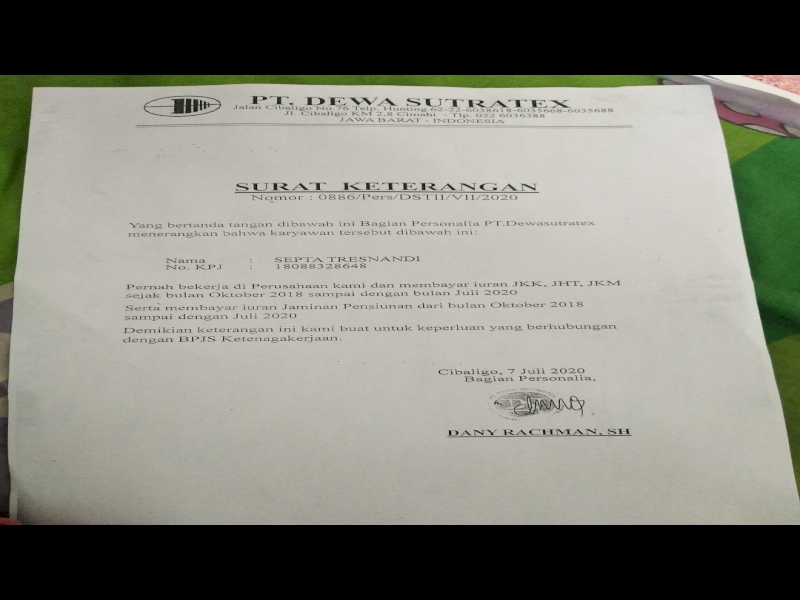 PT. DEWA SUTRATEX
Jalan Cibaligo No.76 Telp. Hunting 62-22-6038618-6035668-6035688
Jl. Cibaligo KM 2,8 Cimahi - Tlp. 022 6036388
JAWA BARAT - INDONESIA
SURAT KETERANGAN
Nomor : 0886/Pers/DSTII/VII/2020
Yang bertanda tangan dibawah ini Bagian Personalia PT.Dewasutratex
menerangkan bahwa karyawan tersebut dibawah ini:
Nama : SEPTA TRESNANDI
No. KPJ : 18088328648
Pernah bekerja di Perusahaan kami dan membayar iuran JKK, JHT, JKM
sejak bulan Oktober 2018 sampai dengan bulan Juli 2020
Serta membayar iuran Jaminan Pensiunan dari bulan Oktober 2018
sampai dengan Juli 2020
Demikian keterangan ini kami buat untuk keperluan yang berhubungan
dengan BPJS Ketenagakerjaan.
Cibaligo, 7 Juli 2020
Bagian Personalia,
DANY RACHMAN, SH